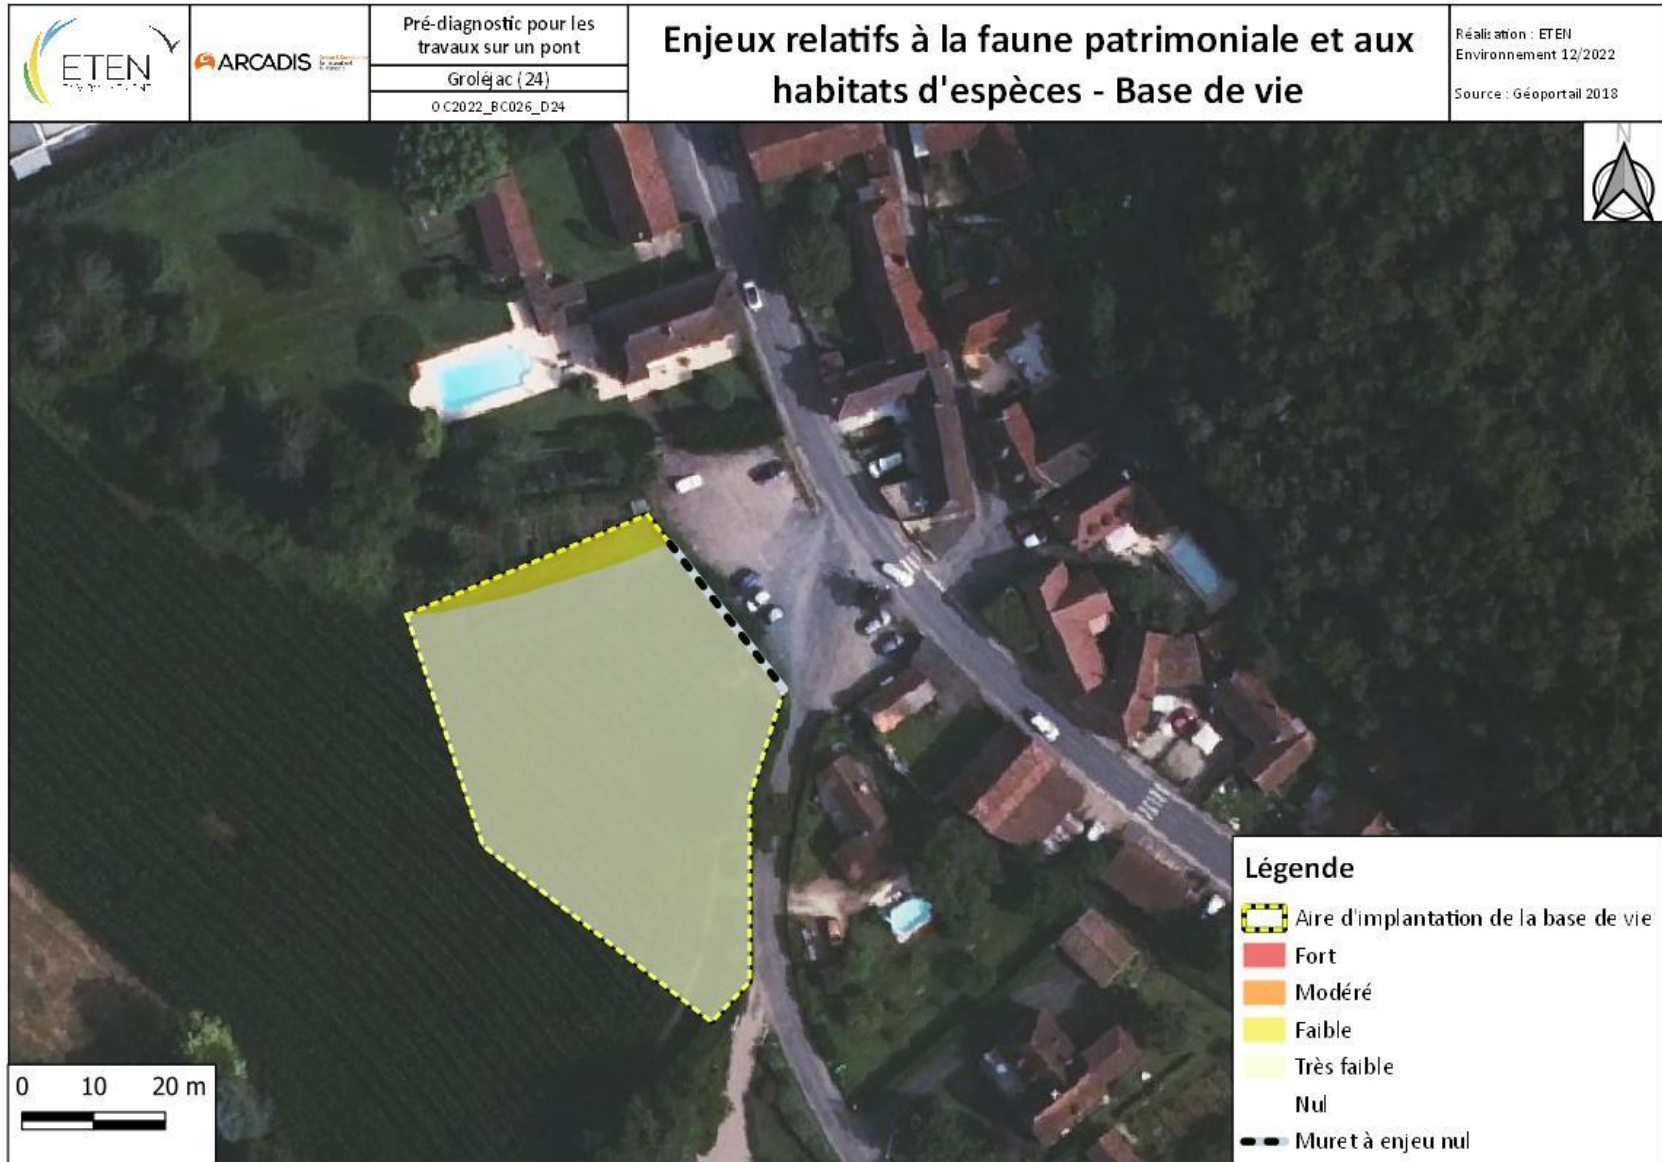 ETEN
ENVIRONNEMENT
ARCADIS
Pré-diagnostic pour les
travaux sur un pont
Groléjac (24)
OC2022_BC026_D24
Enjeux relatifs à la faune patrimoniale et aux
habitats d'espèces - Base de vie
Réalisation : ETEN
Environnement 12/2022
Source : Géoportail 2018
N
0 10 20 m
Légende
Aire d'implantation de la base de vie
Fort
Modéré
Faible
Très faible
Nul
Muret à enjeu nul